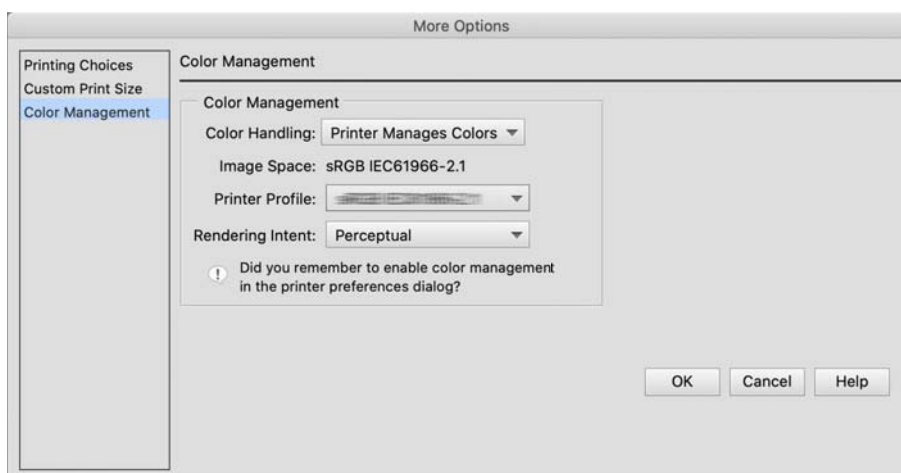 More Options
Printing Choices
Custom Print Size
Color Management
Color Management
Color Management
Color Handling: Printer Manages Colors
Image Space: sRGB IEC61966-2.1
Printer Profile:
Rendering Intent: Perceptual
! Did you remember to enable color management
in the printer preferences dialog?
OK Cancel Help